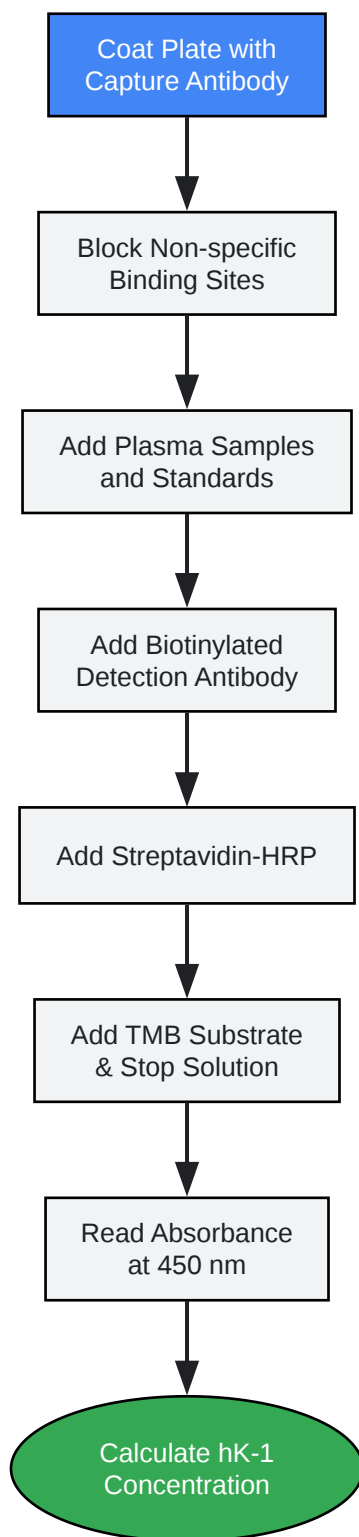 Coat Plate with
Capture Antibody
Block Non-specific
Binding Sites
Add Plasma Samples
and Standards
Add Biotinylated
Detection Antibody
Add Streptavidin-HRP
Add TMB Substrate
& Stop Solution
Read Absorbance
at 450 nm
Calculate hK-1
Concentration